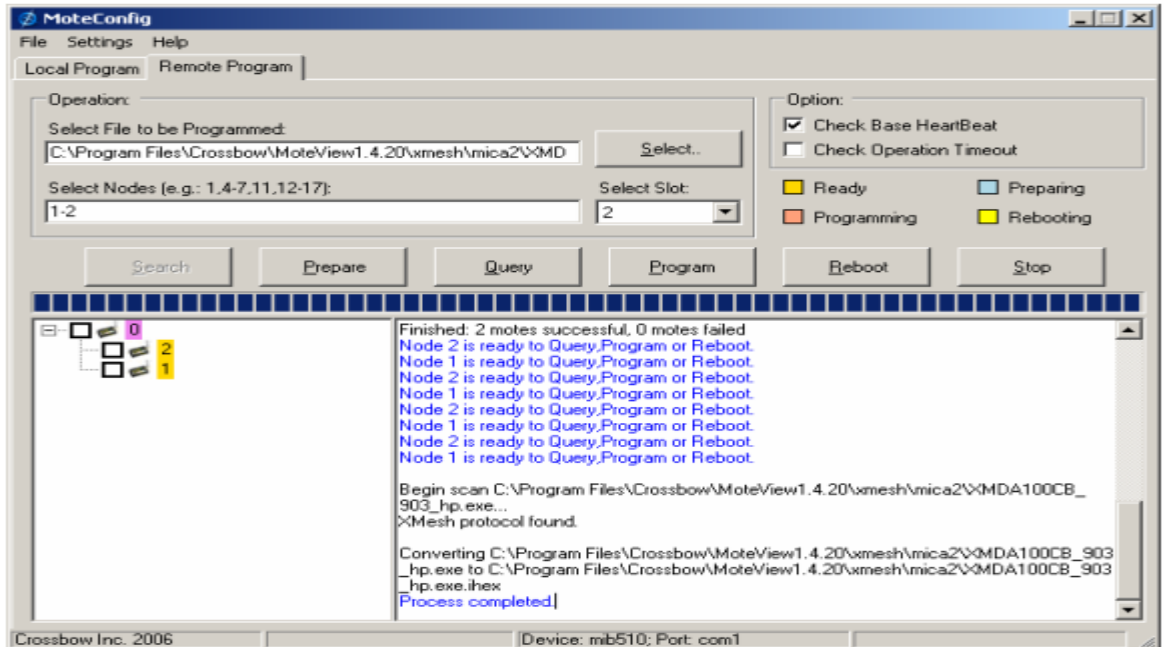 MoteConfig
File Settings Help
Local Program Remote Program
Operation:
Select File to be Programmed:
C:\Program Files\Crossbow\MoteView1.4.20\xmesh\mica2\XMD
Select..
Select Nodes (e.g.: 1,4-7,11,12-17):
Select Slot:
1-2
2
Option:
Check Base HeartBeat
Check Operation Timeout
Ready Preparing
Programming Rebooting
Search Prepare Query Program Reboot Stop
0
2
1
Finished: 2 motes successful, 0 motes failed
Node 2 is ready to Query,Program or Reboot.
Node 1 is ready to Query,Program or Reboot.
Node 2 is ready to Query,Program or Reboot.
Node 1 is ready to Query,Program or Reboot.
Node 2 is ready to Query,Program or Reboot.
Node 1 is ready to Query,Program or Reboot.
Node 2 is ready to Query,Program or Reboot.
Node 1 is ready to Query,Program or Reboot.
Begin scan C:\Program Files\Crossbow\MoteView1.4.20\xmesh\mica2\XMDA100CB_
903_hp.exe...
XMesh protocol found.
Converting C:\Program Files\Crossbow\MoteView1.4.20\xmesh\mica2\XMDA100CB_903
_hp.exe to C:\Program Files\Crossbow\MoteView1.4.20\xmesh\mica2\XMDA100CB_903
_hp.exe.ihex
Process completed.
Crossbow Inc. 2006 Device: mib510; Port: com1